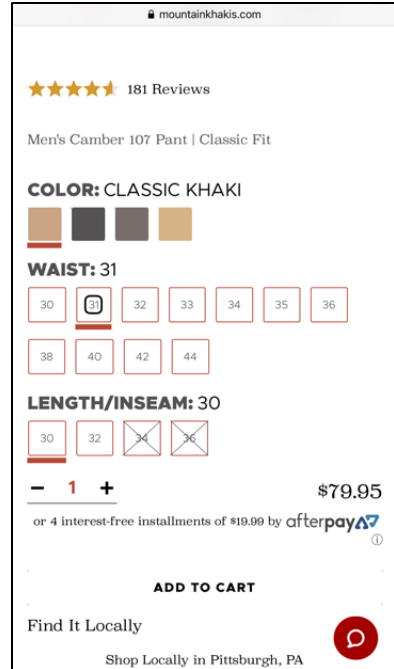 mountainkhakis.com
181 Reviews
Men's Camber 107 Pant | Classic Fit
COLOR: CLASSIC KHAKI
WAIST: 31
30 31 32 33 34 35 36
38 40 42 44
LENGTH/INSEAM: 30
30 32 34 36
− 1 + $79.95
or 4 interest-free installments of $19.99 by afterpay
ADD TO CART
Find It Locally
Shop Locally in Pittsburgh, PA